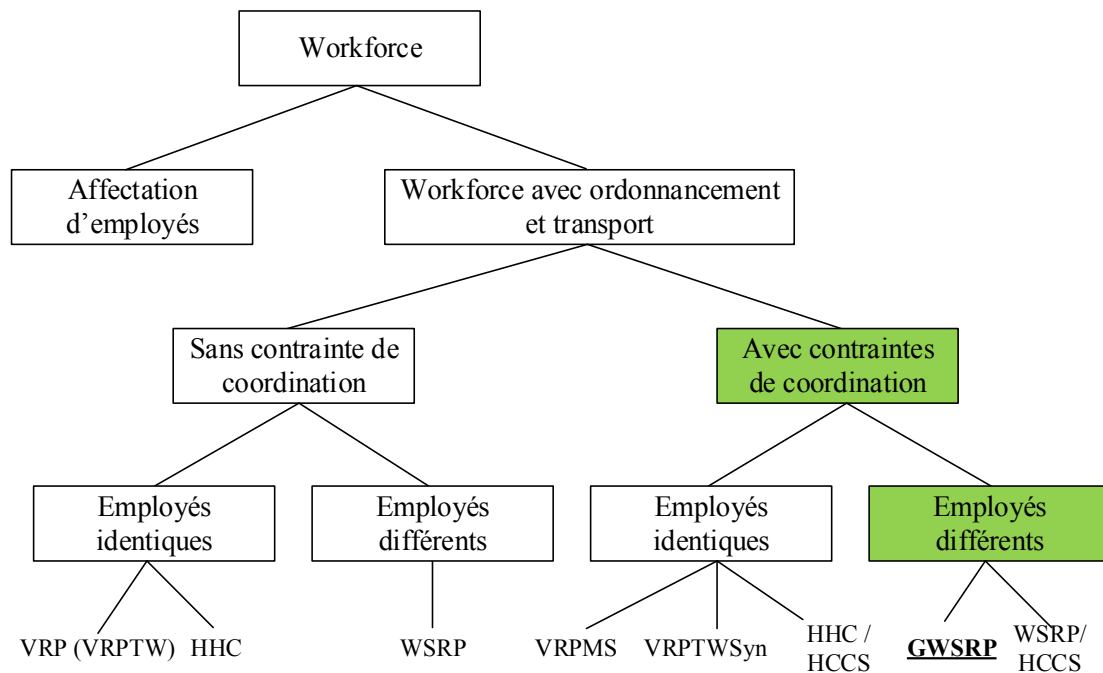 Workforce
Affectation
d'employés
Workforce avec ordonnancement
et transport
Sans contrainte de
coordination
Avec contraintes
de coordination
Employés
identiques
Employés
différents
Employés
identiques
Employés
différents
VRP (VRPTW)
HHC
WSRP
VRPMS
VRPTWSyn
HHC /
HCCS
GWSRP
WSRP/
HCCS